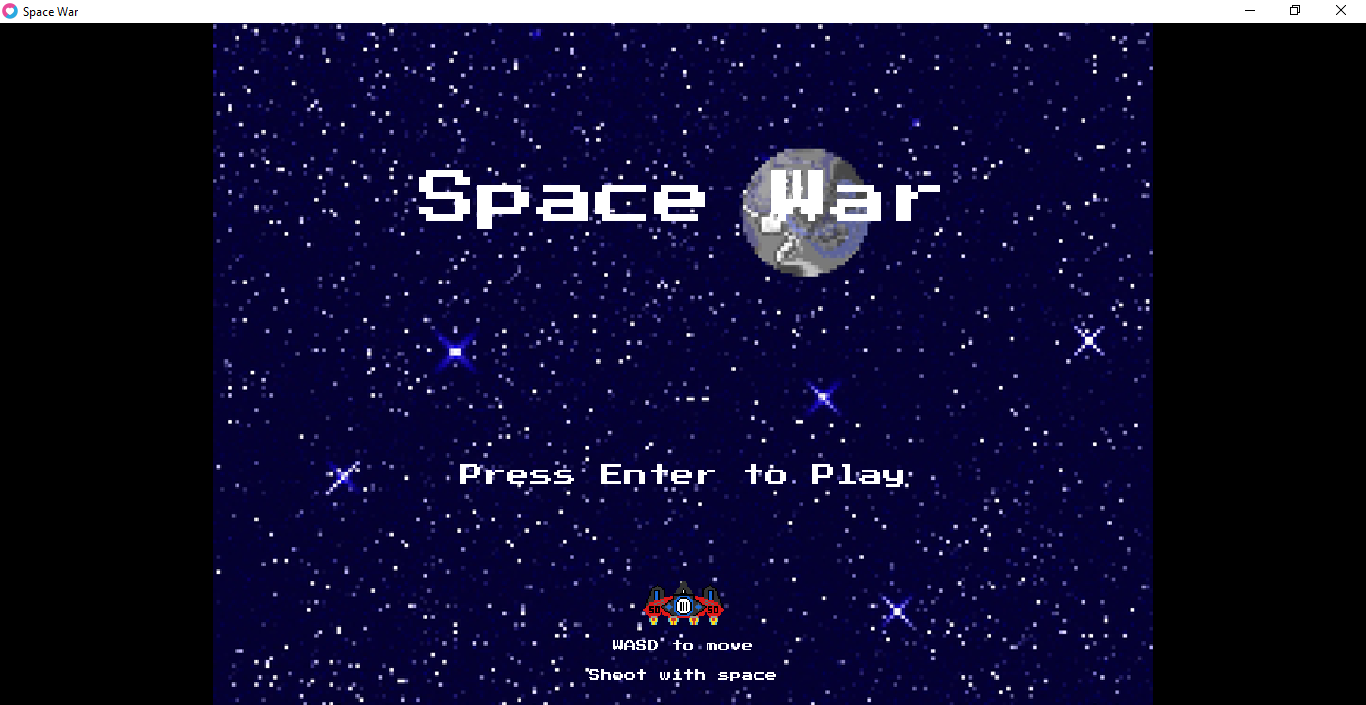 Space War
Space War
---
Press Enter to Play
WASD to move
Shoot with space